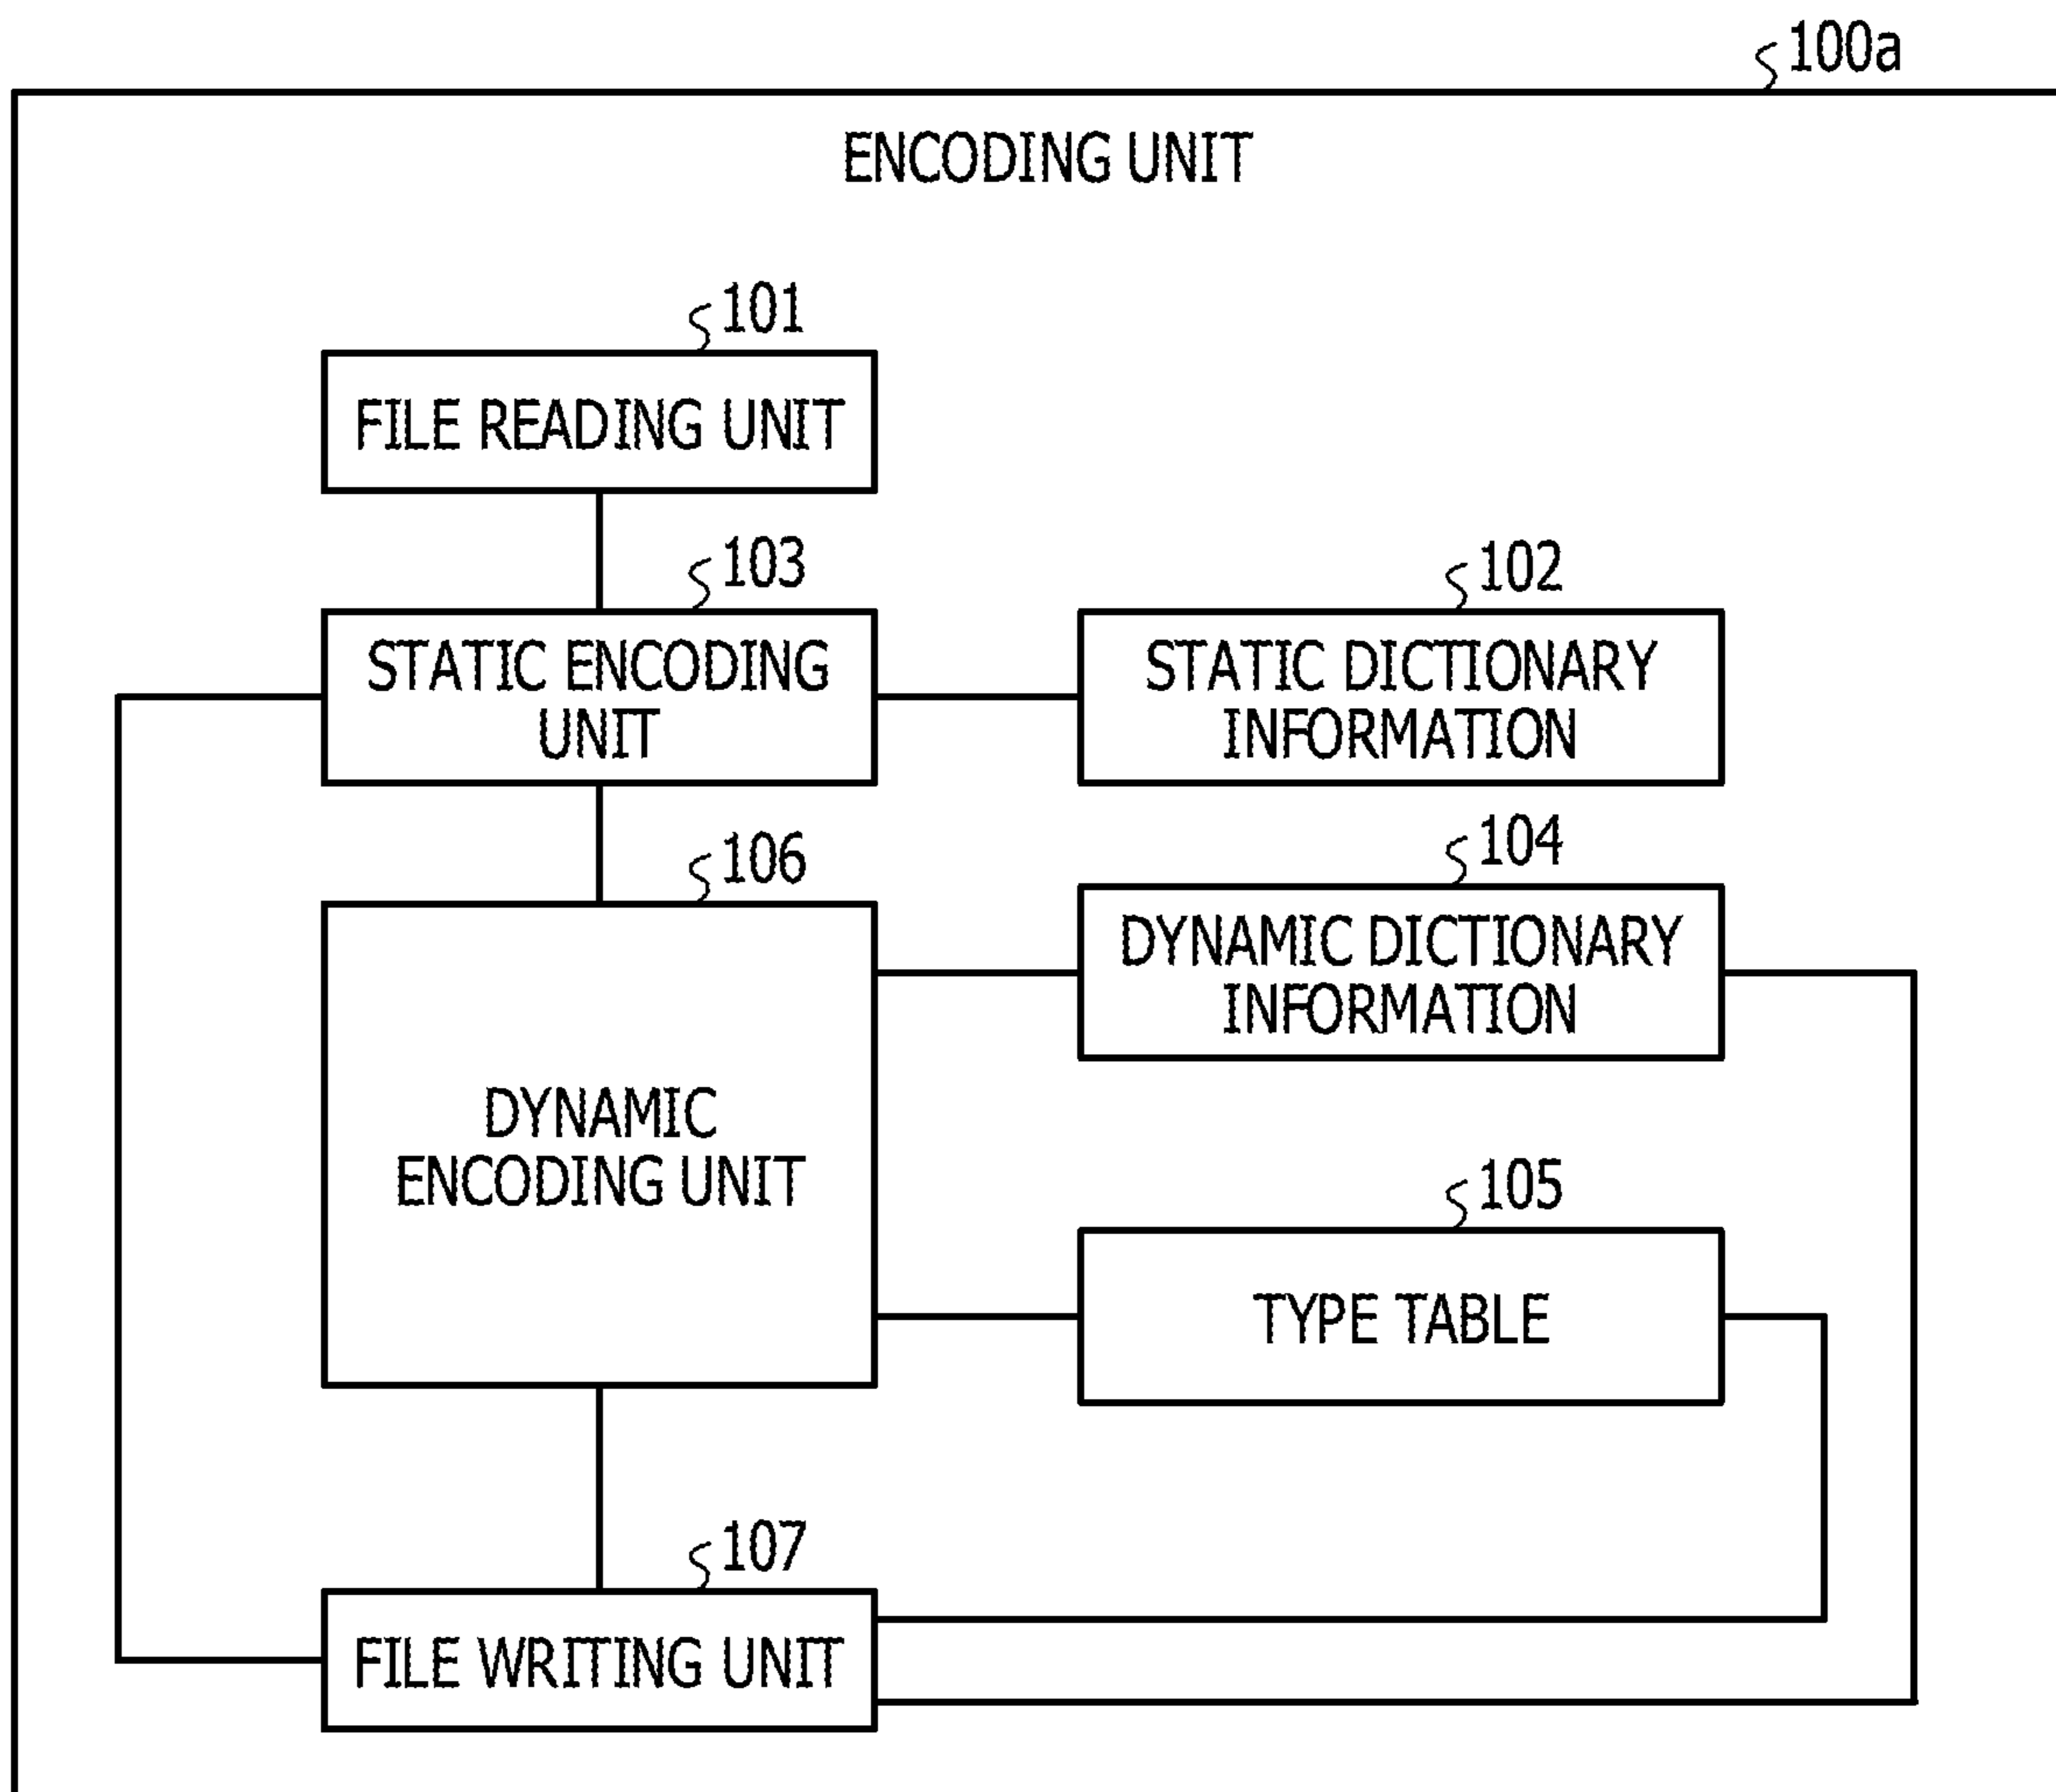 100a
ENCODING UNIT
101
FILE READING UNIT
103
STATIC ENCODING
UNIT
102
STATIC DICTIONARY
INFORMATION
106
DYNAMIC
ENCODING UNIT
104
DYNAMIC DICTIONARY
INFORMATION
105
TYPE TABLE
107
FILE WRITING UNIT